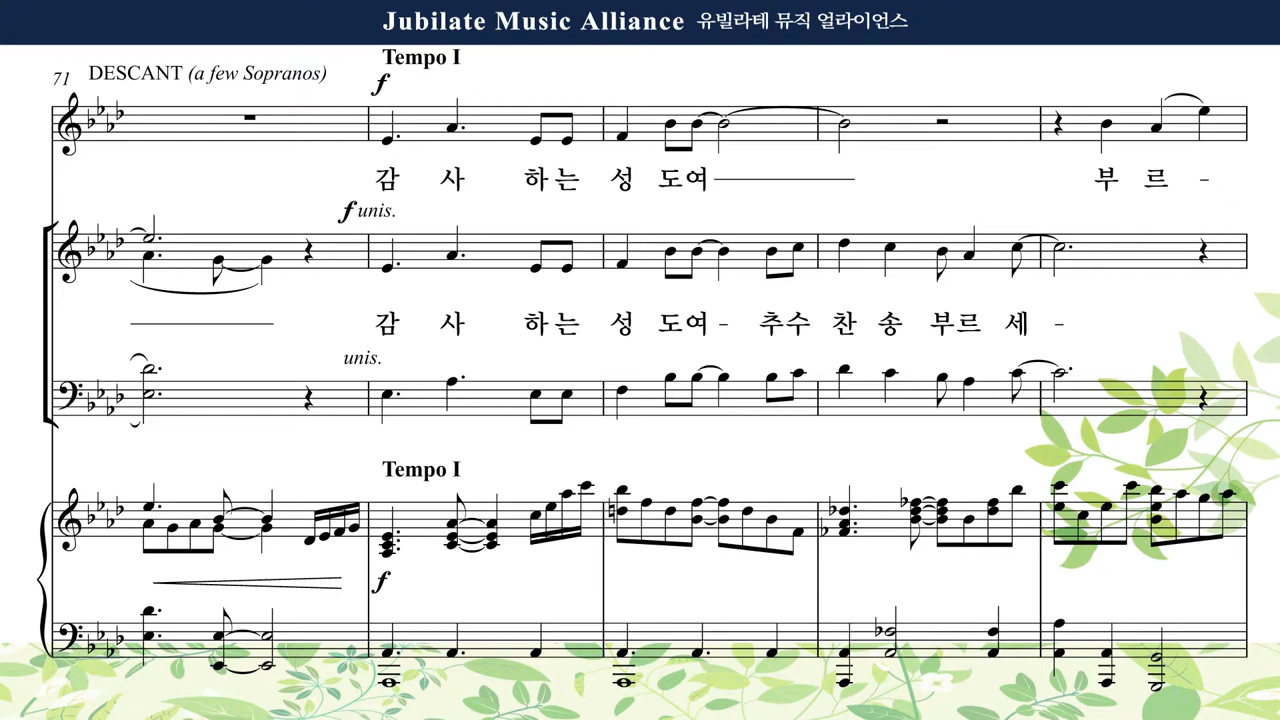 Jubilate Music Alliance 유빌라테 뮤직 얼라이언스
Tempo I
71 DESCANT (a few Sopranos)
f
감 사 하는 성 도여 부 르 -
f unis.
감 사 하는 성 도여 - 추수 찬 송 부르 세 -
unis.
Tempo I
f